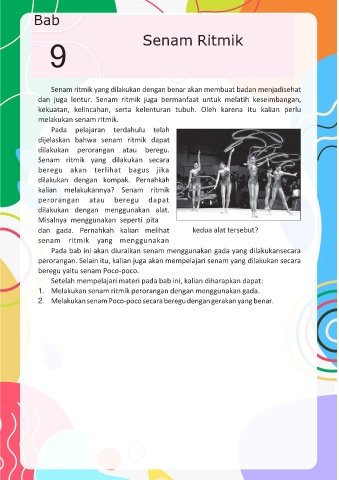 Bab
9
Senam Ritmik
Senam ritmik yang dilakukan dengan benar akan membuat badan menjadisehat
dan juga lentur. Senam ritmik juga bermanfaat untuk melatih keseimbangan,
kekuatan, kelincahan, serta kelenturan tubuh. Oleh karena itu kalian perlu
melakukan senam ritmik.
Pada pelajaran terdahulu telah
dijelaskan bahwa senam ritmik dapat
dilakukan perorangan atau beregu.
Senam ritmik yang dilakukan secara
beregu akan terlihat bagus jika
dilakukan dengan kompak. Pernahkah
kalian melakukannya? Senam ritmik
perorangan atau beregu dapat
dilakukan dengan menggunakan alat.
Misalnya menggunakan seperti pita
dan gada. Pernahkah kalian melihat
senam ritmik yang menggunakan
kedua alat tersebut?
Pada bab ini akan diuraikan senam menggunakan gada yang dilakukansecara
perorangan. Selain itu, kalian juga akan mempelajari senam yang dilakukan secara
beregu yaitu senam Poco-poco.
Setelah mempelajari materi pada bab ini, kalian diharapkan dapat:
1. Melakukan senam ritmik perorangan dengan menggunakan gada.
2. Melakukan senam Poco-poco secara beregu dengan gerakan yang benar.